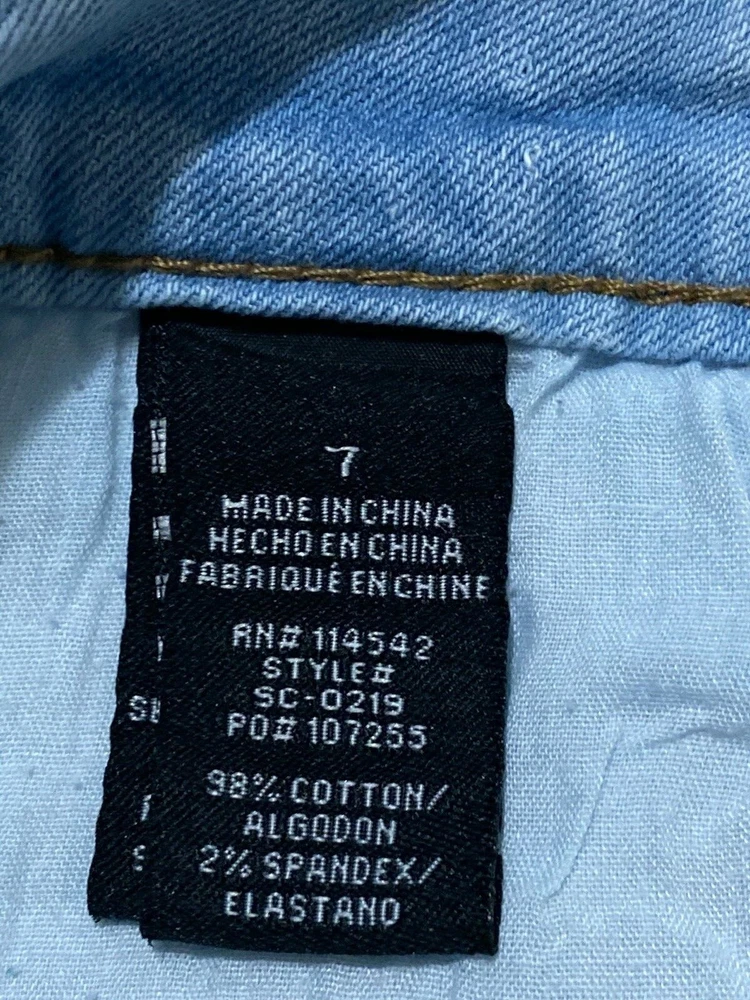 7
MADE IN CHINA
HECHO EN CHINA
FABRIQUÉ EN CHINE
RN# 114542
STYLE#
SC-0219
PO# 107255
98% COTTON/
ALGODON
2% SPANDEX/
ELASTANO